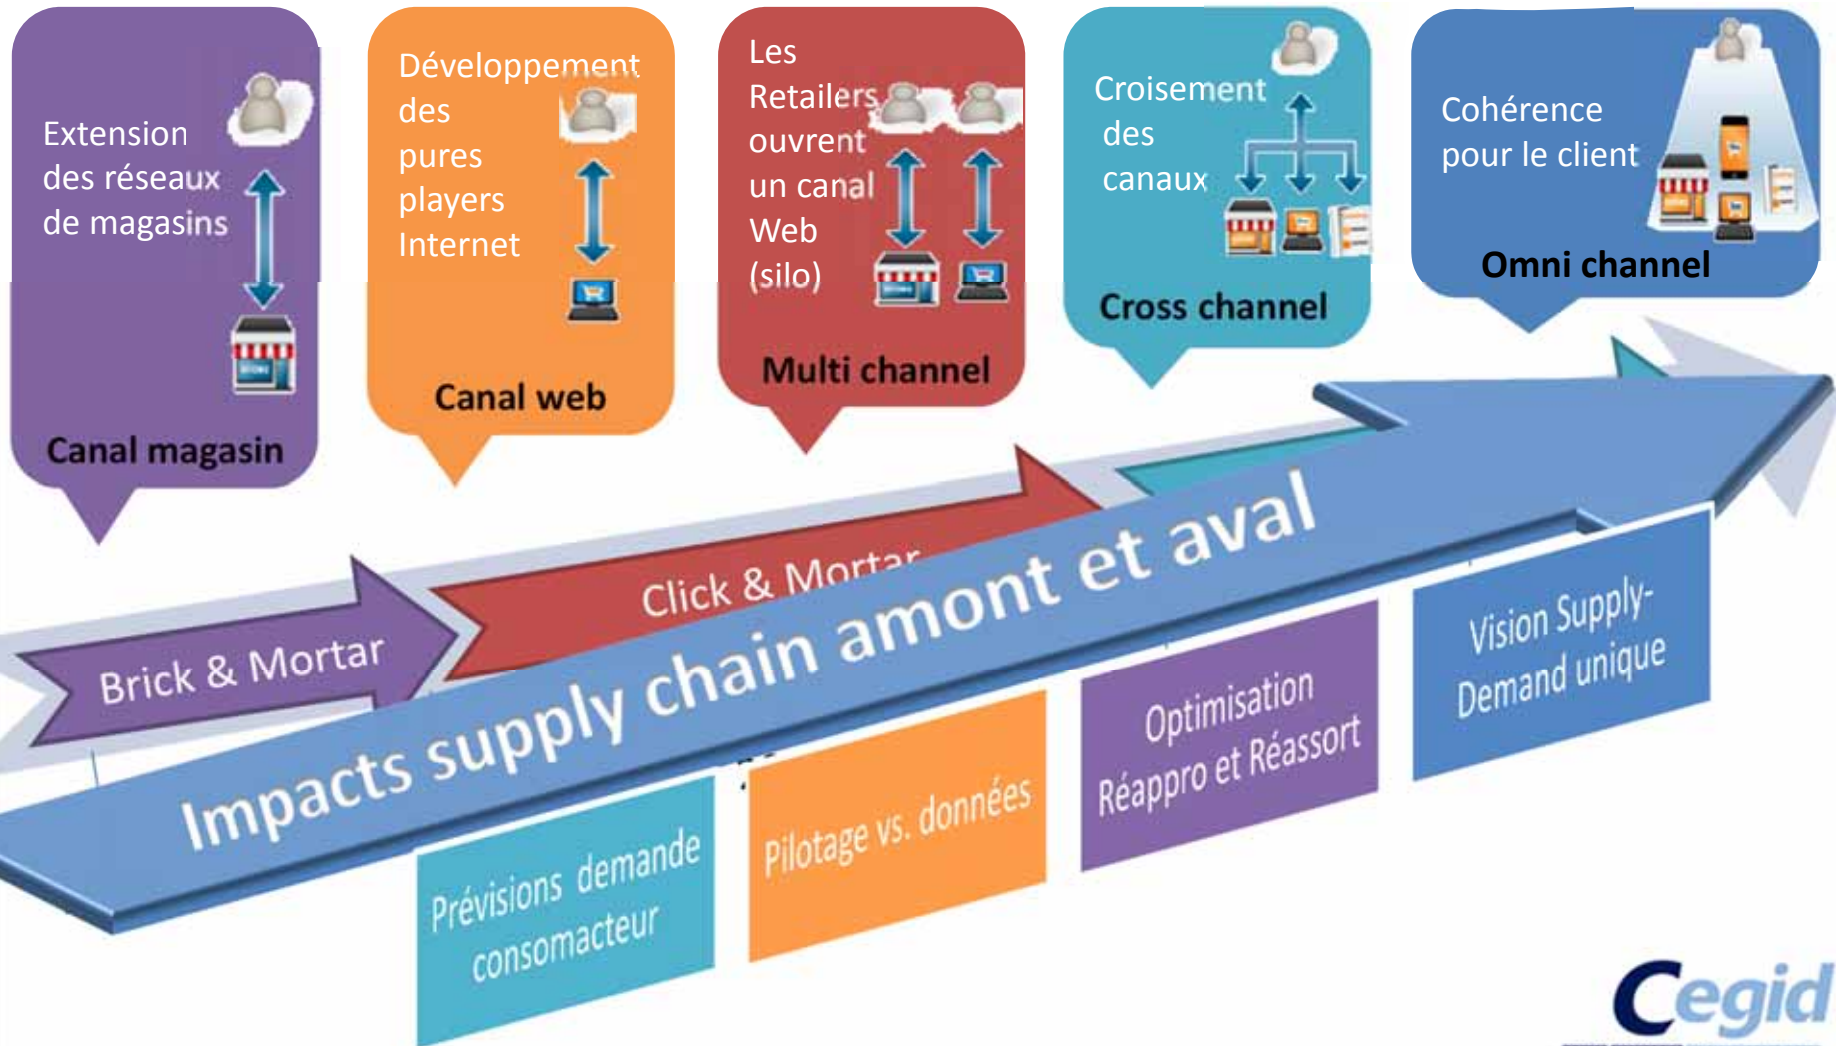 Extension
des réseaux
de magasins
Canal magasin
Développement
des
pures
players
Internet
Canal web
Les
Retailers
ouvrent
un canal
Web
(silo)
Multi channel
Croisement
des
canaux
Cross channel
Cohérence
pour le client
Omni channel
Brick & Mortar
Click & Mortar
Impacts supply chain amont et aval
Prévisions demande
consomacteur
Pilotage vs. données
Optimisation
Réappro et Réassort
Vision Supply-
Demand unique
Cegid